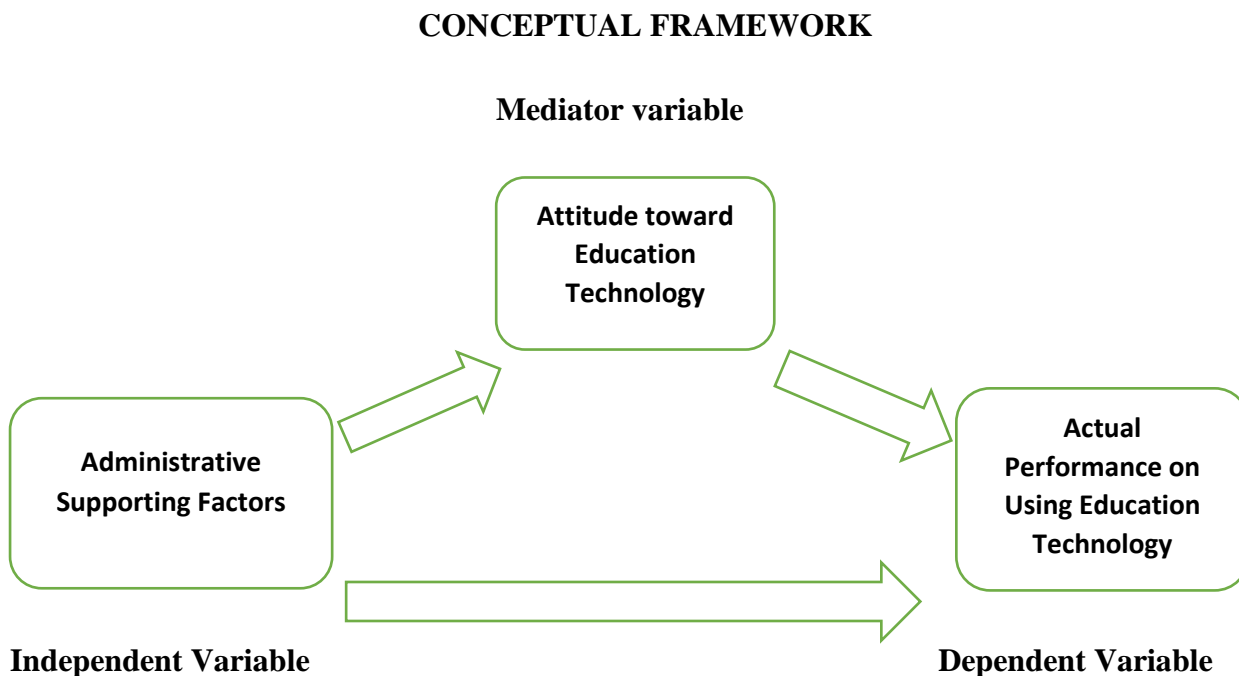 CONCEPTUAL FRAMEWORK
Mediator variable
Attitude toward
Education
Technology
Administrative
Supporting Factors
Actual
Performance on
Using Education
Technology
Independent Variable
Dependent Variable